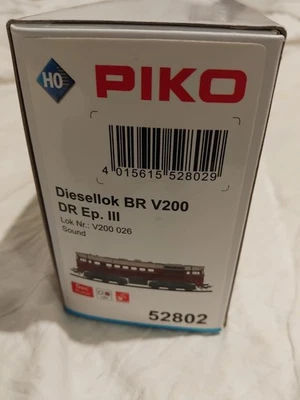 H0
PIKO
4 015615 528029
Diesellok BR V200
DR Ep. III
Lok Nr.: V200 026
Sound
52802